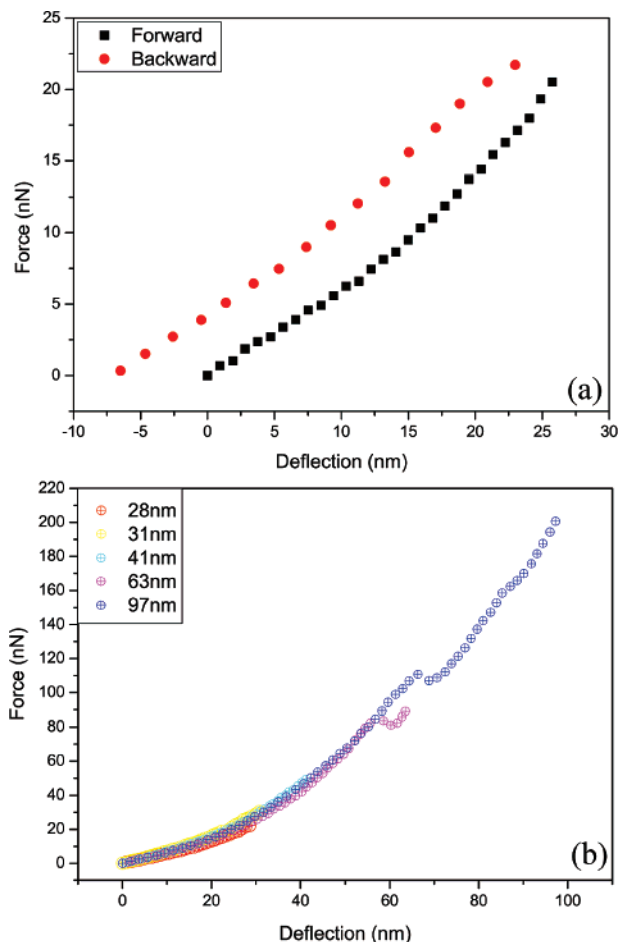 25
20
15
10
5
0
Force (nN)
Forward
Backward
(a)
-10 -5 0 5 10 15 20 25 30
Deflection (nm)
220
200
180
160
140
120
100
80
60
40
20
0
Force (nN)
28nm
31nm
41nm
63nm
97nm
(b)
0 20 40 60 80 100
Deflection (nm)